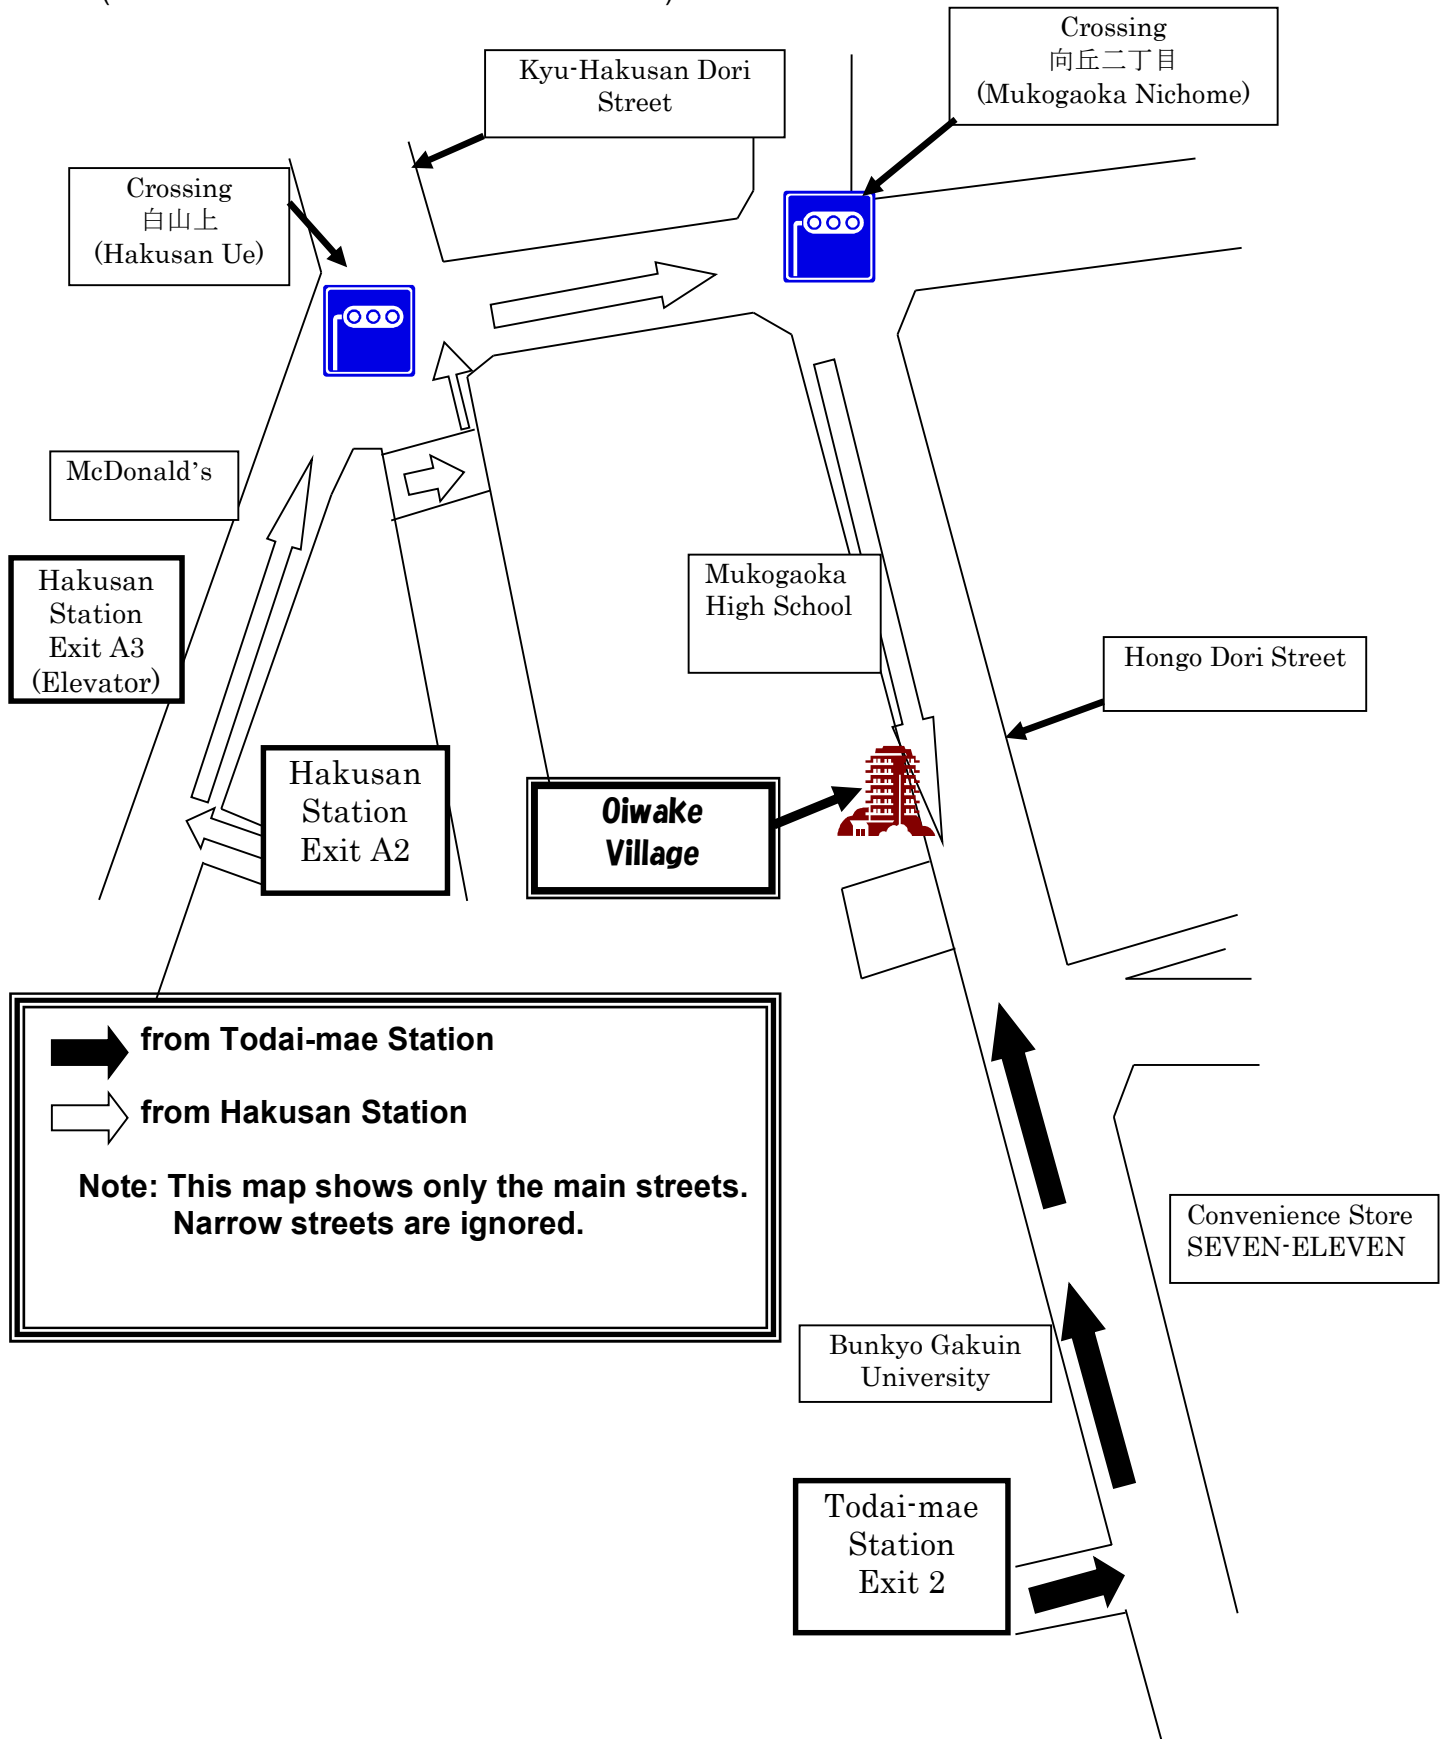 Crossing
向丘二丁目
(Mukogaoka Nichome)
Kyu-Hakusan Dori
Street
Crossing
白山上
(Hakusan Ue)
McDonald’s
Hakusan
Station
Exit A3
(Elevator)
Mukogaoka
High School
Hongo Dori Street
Hakusan
Station
Exit A2
Oiwake
Village
from Todai-mae Station
from Hakusan Station
Note: This map shows only the main streets.
Narrow streets are ignored.
Convenience Store
SEVEN-ELEVEN
Bunkyo Gakuin
University
Todai-mae
Station
Exit 2